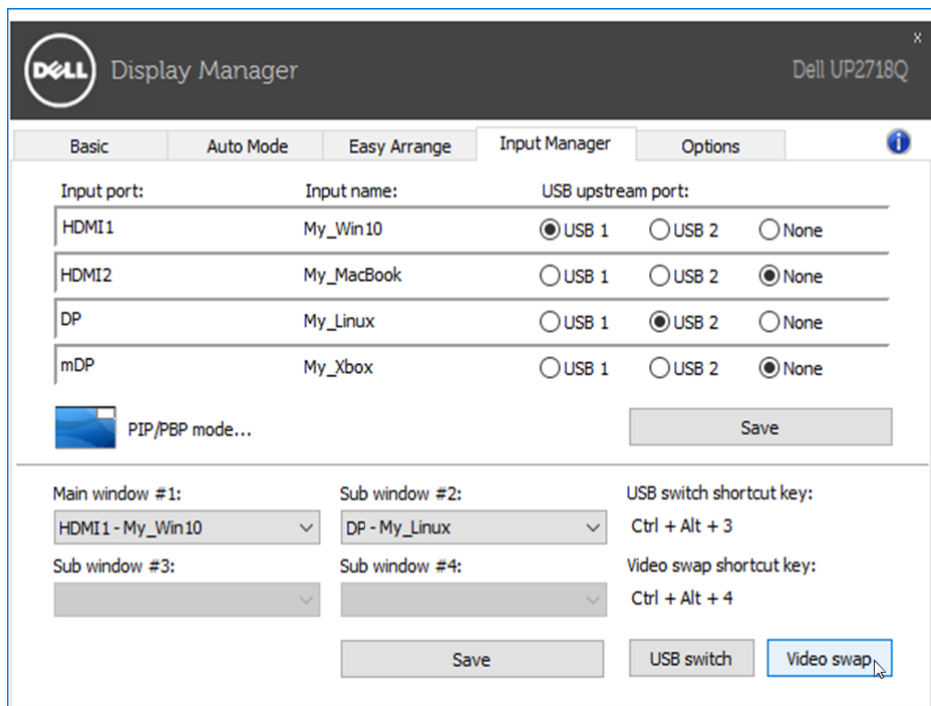 x
DELL Display Manager Dell UP2718Q
Basic Auto Mode Easy Arrange Input Manager Options i
Input port: Input name: USB upstream port:
HDMI1 My_Win10 USB 1 USB 2 None
HDMI2 My_MacBook USB 1 USB 2 None
DP My_Linux USB 1 USB 2 None
mDP My_Xbox USB 1 USB 2 None
PIP/PBP mode... Save
Main window #1: Sub window #2: USB switch shortcut key:
HDMI1 - My_Win10 DP - My_Linux Ctrl + Alt + 3
Sub window #3: Sub window #4: Video swap shortcut key:
Ctrl + Alt + 4
Save USB switch Video swap